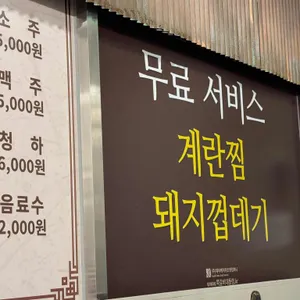 소 주
5,000원
맥 주
5,000원
청 하
6,000원
음료수
2,000원
무료 서비스
계란찜
돼지껍데기